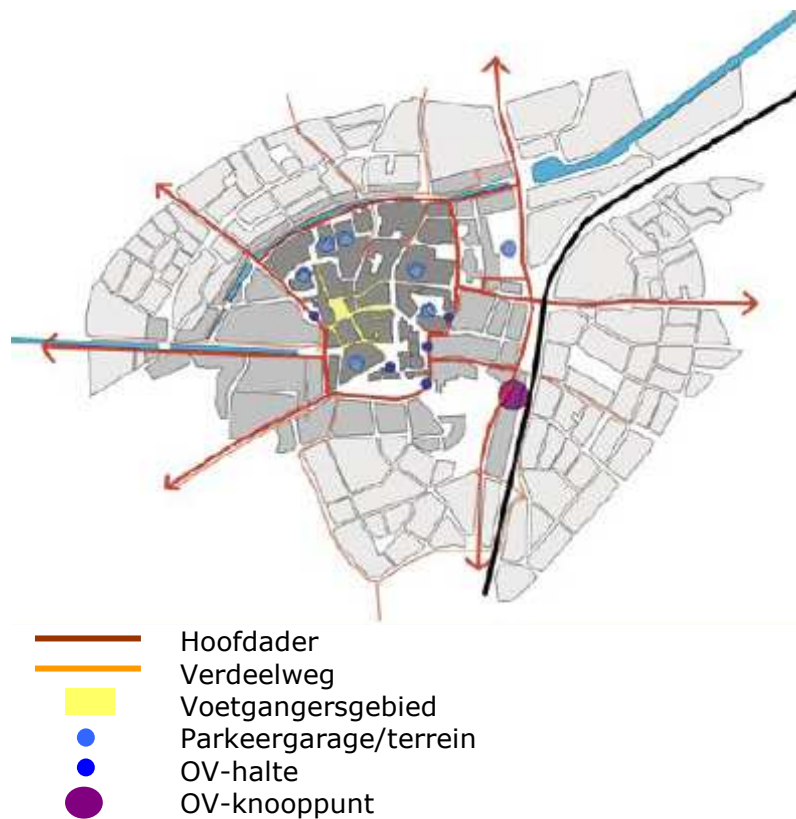 Hoofdader
Verdeelweg
Voetgangersgebied
Parkeergarage/terrein
OV-halte
OV-knooppunt